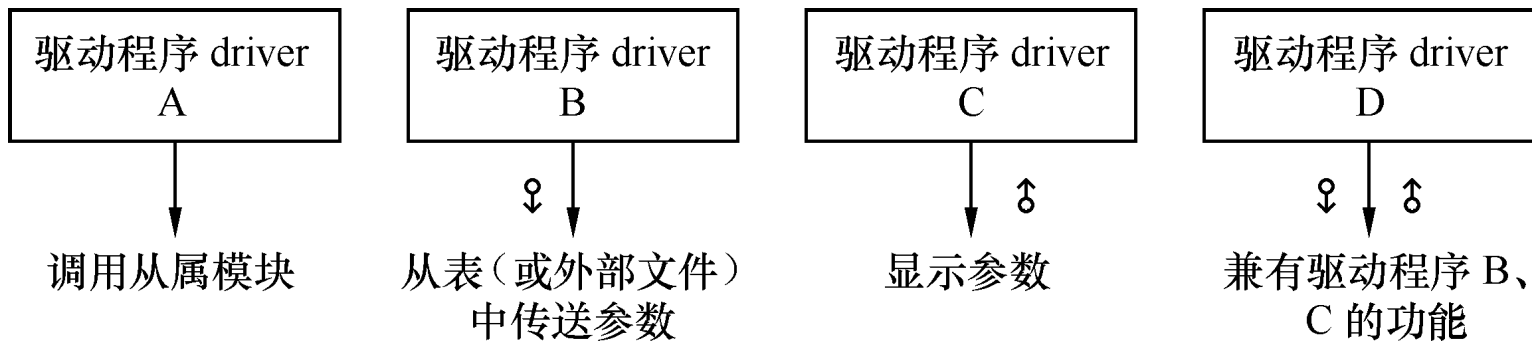 驱动程序 driver
A
驱动程序 driver
B
驱动程序 driver
C
驱动程序 driver
D
调用从属模块
从表（或外部文件）
中传送参数
显示参数
兼有驱动程序 B、
C 的功能